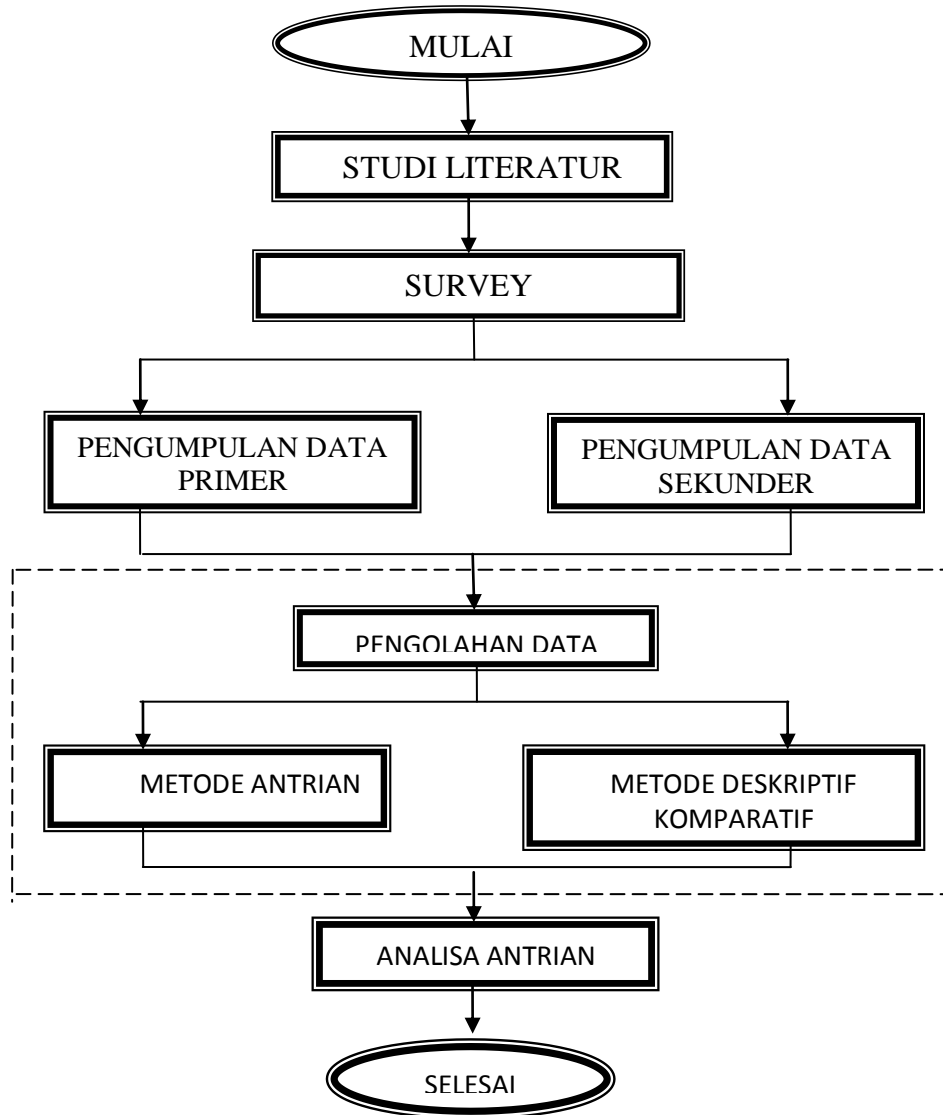 MULAI
STUDI LITERATUR
SURVEY
PENGUMPULAN DATA
PRIMER
PENGUMPULAN DATA
SEKUNDER
PENGOLAHAN DATA
METODE ANTRIAN
METODE DESKRIPTIF
KOMPARATIF
ANALISA ANTRIAN
SELESAI